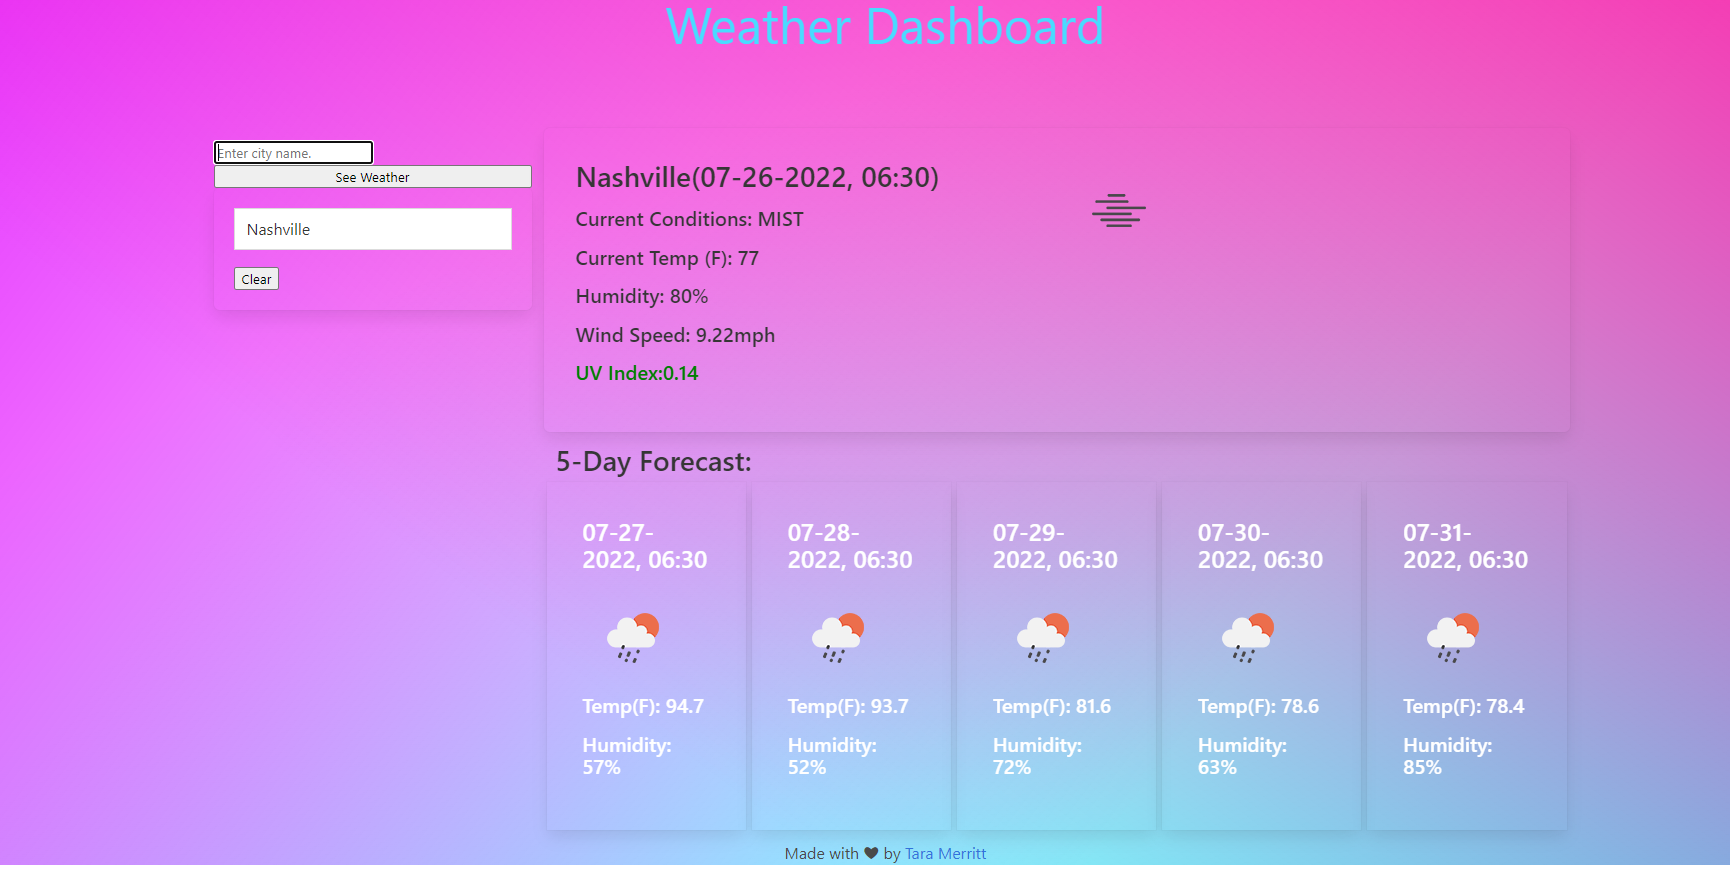 Weather Dashboard
Enter city name.
See Weather
Nashville
Clear
Nashville(07-26-2022, 06:30)
Current Conditions: MIST
Current Temp (F): 77
Humidity: 80%
Wind Speed: 9.22mph
UV Index:0.14
5-Day Forecast:
07-27-
2022, 06:30
Temp(F): 94.7
Humidity:
57%
07-28-
2022, 06:30
Temp(F): 93.7
Humidity:
52%
07-29-
2022, 06:30
Temp(F): 81.6
Humidity:
72%
07-30-
2022, 06:30
Temp(F): 78.6
Humidity:
63%
07-31-
2022, 06:30
Temp(F): 78.4
Humidity:
85%
Made with ❤ by Tara Merritt